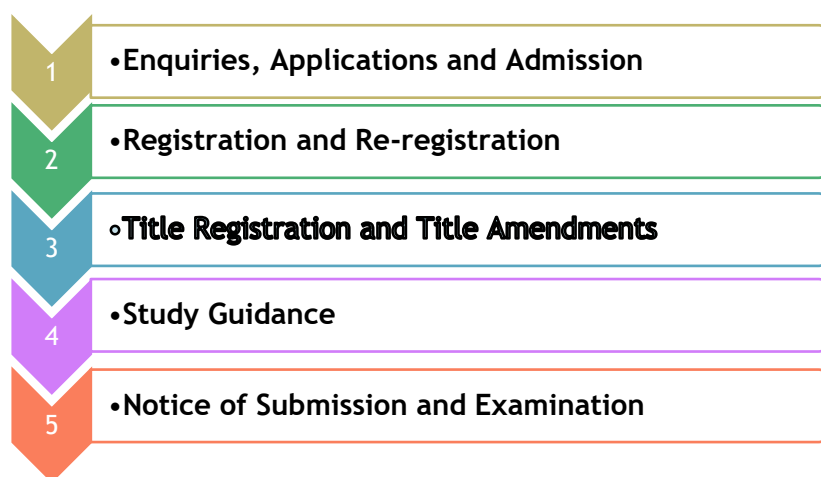 1 •Enquiries, Applications and Admission
2 •Registration and Re-registration
3 •Title Registration and Title Amendments
4 •Study Guidance
5 •Notice of Submission and Examination